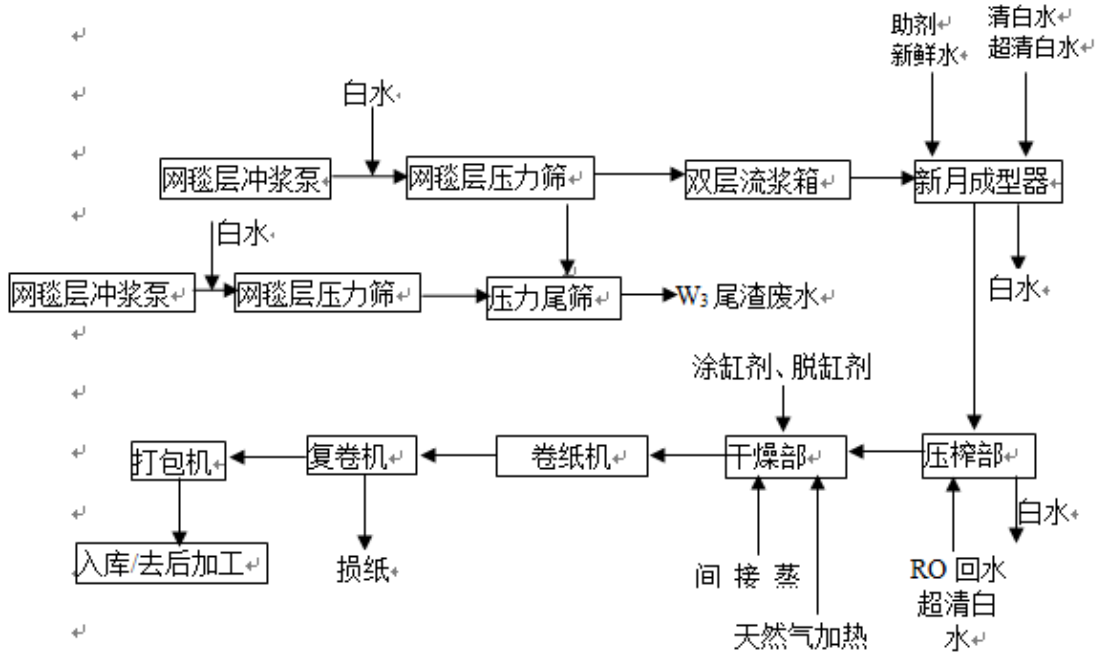 助剂
新鲜水
清白水
超清白水
白水
网毯层冲浆泵
网毯层压力筛
双层流浆箱
新月成型器
白水
网毯层冲浆泵
网毯层压力筛
压力尾筛
W₃ 尾渣废水
白水
涂缸剂、脱缸剂
打包机
复卷机
卷纸机
干燥部
压榨部
白水
入库/去后加工
损纸
间 接 蒸
天然气加热
RO 回水
超清白
水